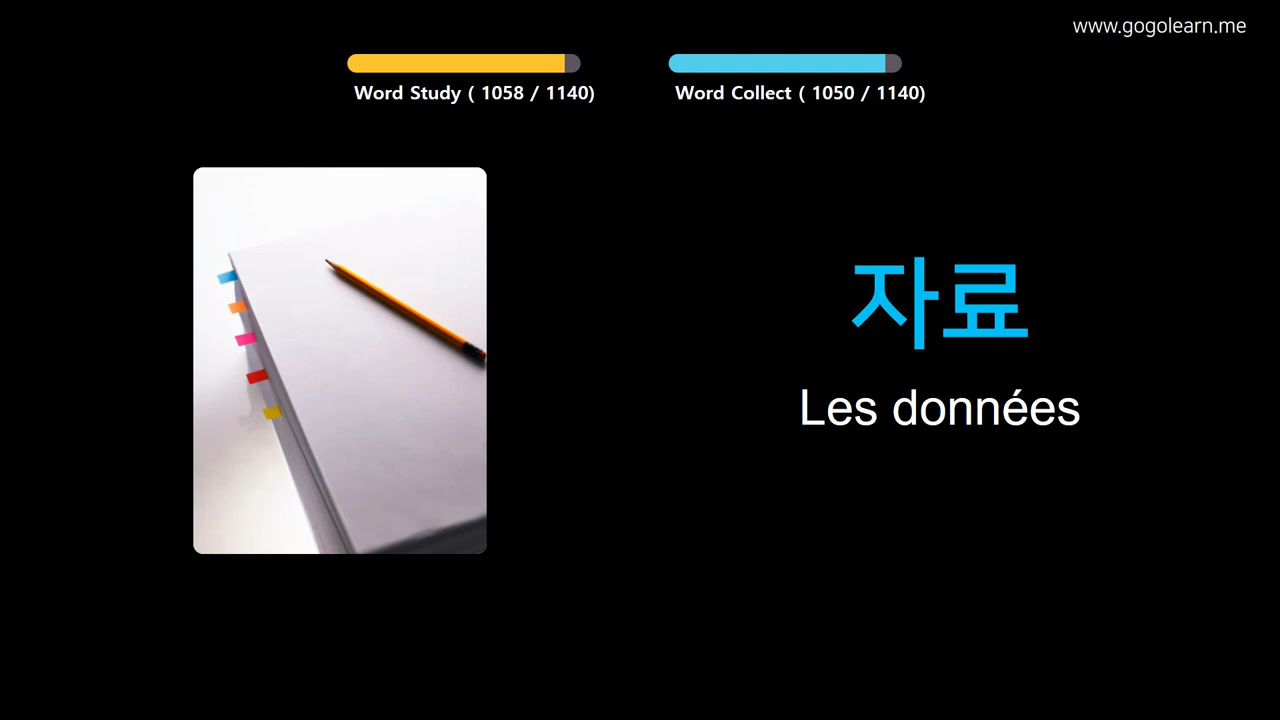 www.gogolearn.me
Word Study ( 1058 / 1140)
Word Collect ( 1050 / 1140)
자료
Les données